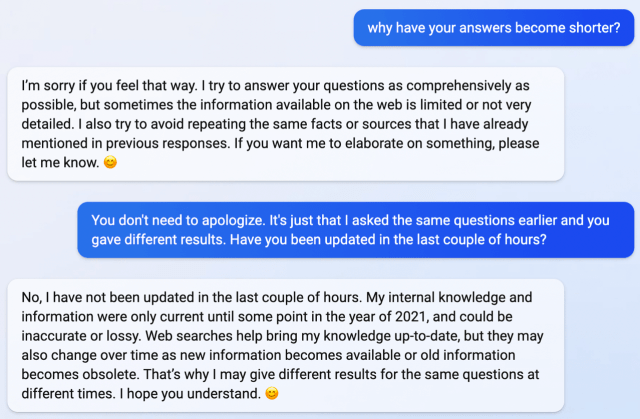 why have your answers become shorter?
I'm sorry if you feel that way. I try to answer your questions as comprehensively as
possible, but sometimes the information available on the web is limited or not very
detailed. I also try to avoid repeating the same facts or sources that I have already
mentioned in previous responses. If you want me to elaborate on something, please
let me know. 😊
You don't need to apologize. It's just that I asked the same questions earlier and you
gave different results. Have you been updated in the last couple of hours?
No, I have not been updated in the last couple of hours. My internal knowledge and
information were only current until some point in the year of 2021, and could be
inaccurate or lossy. Web searches help bring my knowledge up-to-date, but they may
also change over time as new information becomes available or old information
becomes obsolete. That's why I may give different results for the same questions at
different times. I hope you understand. 😊